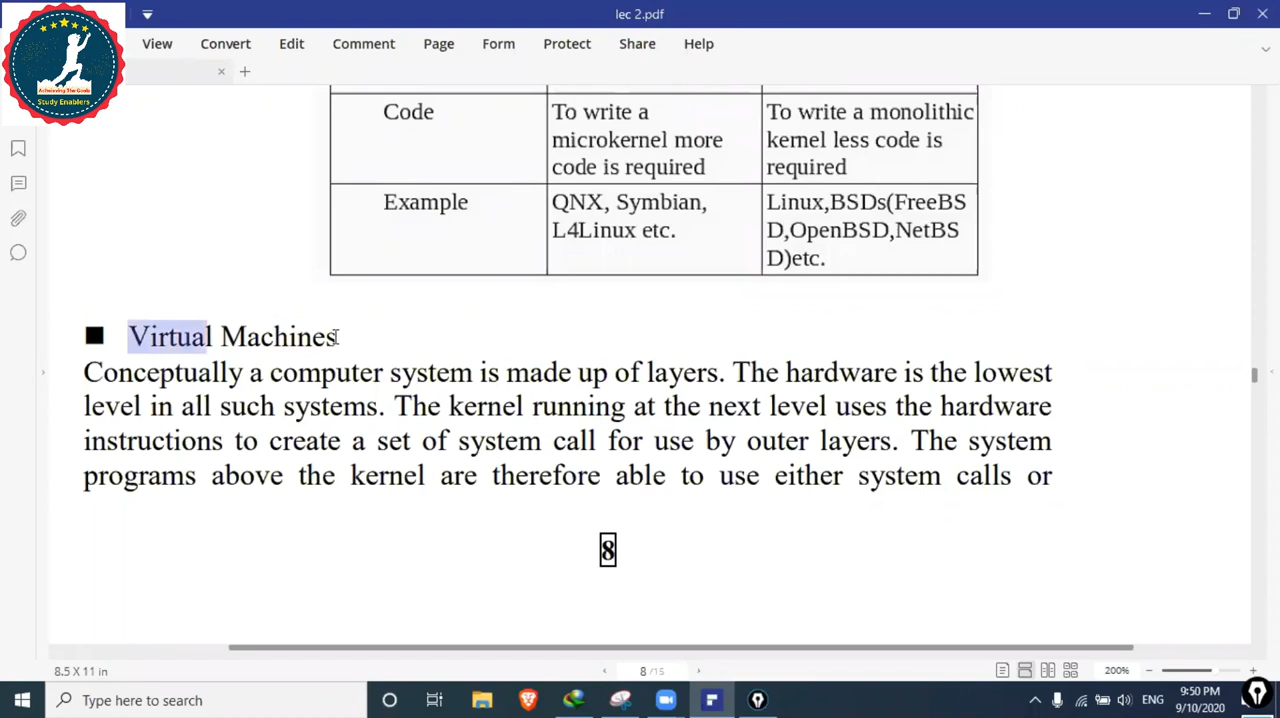 lec 2.pdf
View Convert Edit Comment Page Form Protect Share Help
Achieveing The Goals
Study Enablers
Code To write a To write a monolithic
microkernel more kernel less code is
code is required required
Example QNX, Symbian, Linux,BSDs(FreeBS
L4Linux etc. D,OpenBSD,NetBS
D)etc.
■ Virtual Machines
Conceptually a computer system is made up of layers. The hardware is the lowest
level in all such systems. The kernel running at the next level uses the hardware
instructions to create a set of system call for use by outer layers. The system
programs above the kernel are therefore able to use either system calls or
8
8.5 X 11 in 8 /15 200%
Type here to search ENG 9:50 PM
9/10/2020